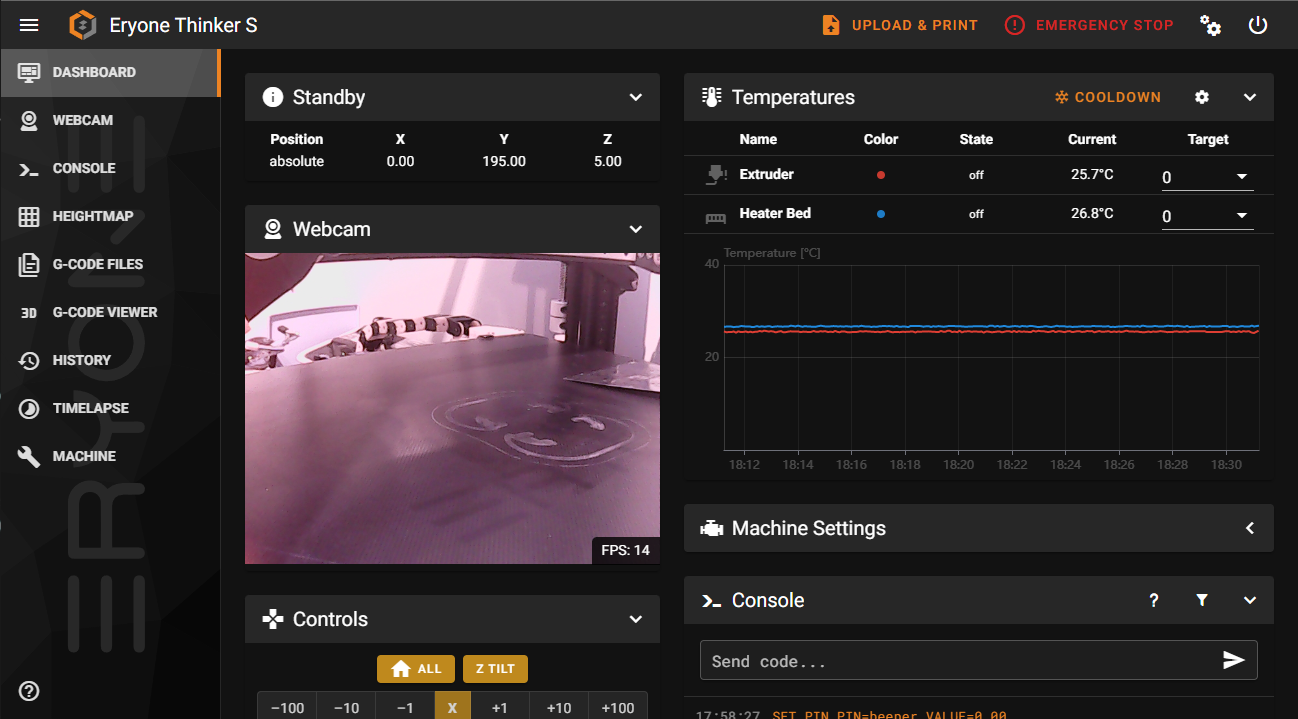 Eryone Thinker S
UPLOAD & PRINT
EMERGENCY STOP
DASHBOARD
WEBCAM
CONSOLE
HEIGHTMAP
G-CODE FILES
3D G-CODE VIEWER
HISTORY
TIMELAPSE
MACHINE
ERYONE
Standby
Position X Y Z
absolute 0.00 195.00 5.00
Webcam
FPS: 14
Controls
ALL Z TILT
−100 −10 −1 X +1 +10 +100
Temperatures
COOLDOWN
Name Color State Current Target
Extruder off 25.7°C 0
Heater Bed off 26.8°C 0
Temperature [°C]
40
20
18:12 18:14 18:16 18:18 18:20 18:22 18:24 18:26 18:28 18:30
Machine Settings
Console
?
Send code...
17:58:27 SET_PIN PIN=beeper VALUE=0.00